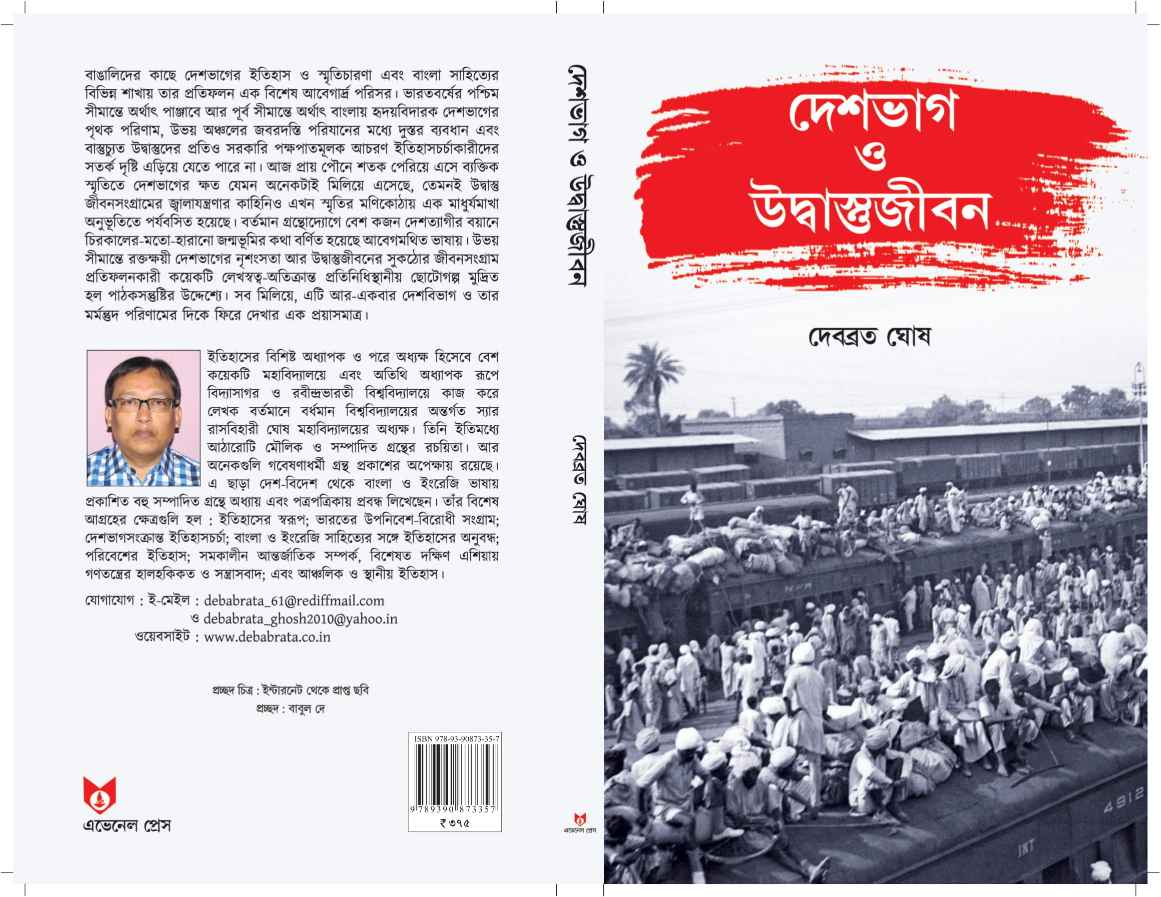 বাঙালিদের কাছে দেশভাগের ইতিহাস ও স্মৃতিচারণা এবং বাংলা সাহিত্যের
বিভিন্ন শাখায় তার প্রতিফলন এক বিশেষ আবেগার্দ্র পরিসর। ভারতবর্ষের পশ্চিম
সীমান্তে অর্থাৎ পাঞ্জাবে আর পূর্ব সীমান্তে অর্থাৎ বাংলায় হৃদয়বিদারক দেশভাগের
পৃথক পরিণাম, উভয় অঞ্চলের জবরদস্তি পরিযানের মধ্যে দুস্তর ব্যবধান এবং
বাস্তুচ্যুত উদ্বাস্তুদের প্রতিও সরকারি পক্ষপাতমূলক আচরণ ইতিহাসচর্চাকারীদের
সতর্ক দৃষ্টি এড়িয়ে যেতে পারে না। আজ প্রায় পৌনে শতক পেরিয়ে এসে ব্যক্তিক
স্মৃতিতে দেশভাগের ক্ষত যেমন অনেকটাই মিলিয়ে এসেছে, তেমনই উদ্বাস্তু
জীবনসংগ্রামের জ্বালাযন্ত্রণার কাহিনিও এখন স্মৃতির মণিকোঠায় এক মাধুর্যমাখা
অনুভূতিতে পর্যবসিত হয়েছে। বর্তমান গ্রন্থোদ্যোগে বেশ কজন দেশত্যাগীর বয়ানে
চিরকালের-মতো-হারানো জন্মভূমির কথা বর্ণিত হয়েছে আবেগমথিত ভাষায়। উভয়
সীমান্তে রক্তক্ষয়ী দেশভাগের নৃশংসতা আর উদ্বাস্তুজীবনের সুকঠোর জীবনসংগ্রাম
প্রতিফলনকারী কয়েকটি লেখস্বত্ব-অতিক্রান্ত প্রতিনিধিস্থানীয় ছোটোগল্প মুদ্রিত
হল পাঠকসন্তুষ্টির উদ্দেশ্যে। সব মিলিয়ে, এটি আর-একবার দেশবিভাগ ও তার
মর্মন্তুদ পরিণামের দিকে ফিরে দেখার এক প্রয়াসমাত্র।
ইতিহাসের বিশিষ্ট অধ্যাপক ও পরে অধ্যক্ষ হিসেবে বেশ
কয়েকটি মহাবিদ্যালয়ে এবং অতিথি অধ্যাপক রূপে
বিদ্যাসাগর ও রবীন্দ্রভারতী বিশ্ববিদ্যালয়ে কাজ করে
লেখক বর্তমানে বর্ধমান বিশ্ববিদ্যালয়ের অন্তর্গত স্যার
রাসবিহারী ঘোষ মহাবিদ্যালয়ের অধ্যক্ষ। তিনি ইতিমধ্যে
আঠারোটি মৌলিক ও সম্পাদিত গ্রন্থের রচয়িতা। আর
অনেকগুলি গবেষণাধর্মী গ্রন্থ প্রকাশের অপেক্ষায় রয়েছে।
এ ছাড়া দেশ-বিদেশ থেকে বাংলা ও ইংরেজি ভাষায়
প্রকাশিত বহু সম্পাদিত গ্রন্থে অধ্যায় এবং পত্রপত্রিকায় প্রবন্ধ লিখেছেন। তাঁর বিশেষ
আগ্রহের ক্ষেত্রগুলি হল : ইতিহাসের স্বরূপ; ভারতের উপনিবেশ-বিরোধী সংগ্রাম;
দেশভাগসংক্রান্ত ইতিহাসচর্চা; বাংলা ও ইংরেজি সাহিত্যের সঙ্গে ইতিহাসের অনুবন্ধ;
পরিবেশের ইতিহাস; সমকালীন আন্তর্জাতিক সম্পর্ক, বিশেষত দক্ষিণ এশিয়ায়
গণতন্ত্রের হালহকিকত ও সন্ত্রাসবাদ; এবং আঞ্চলিক ও স্থানীয় ইতিহাস।
যোগাযোগ : ই-মেইল : debabrata_61@rediffmail.com
ও debabrata_ghosh2010@yahoo.in
ওয়েবসাইট : www.debabrata.co.in
প্রচ্ছদ চিত্র : ইন্টারনেট থেকে প্রাপ্ত ছবি
প্রচ্ছদ : বাবুল দে
ISBN 978-93-90873-35-7
9 789390 873357
₹ ৩৭৫
এভেনেল প্রেস
দেশভাগ ও উদ্বাস্তুজীবন
দেবব্রত ঘোষ
এভেনেল প্রেস
দেশভাগ
ও
উদ্বাস্তুজীবন
দেবব্রত ঘোষ
4912